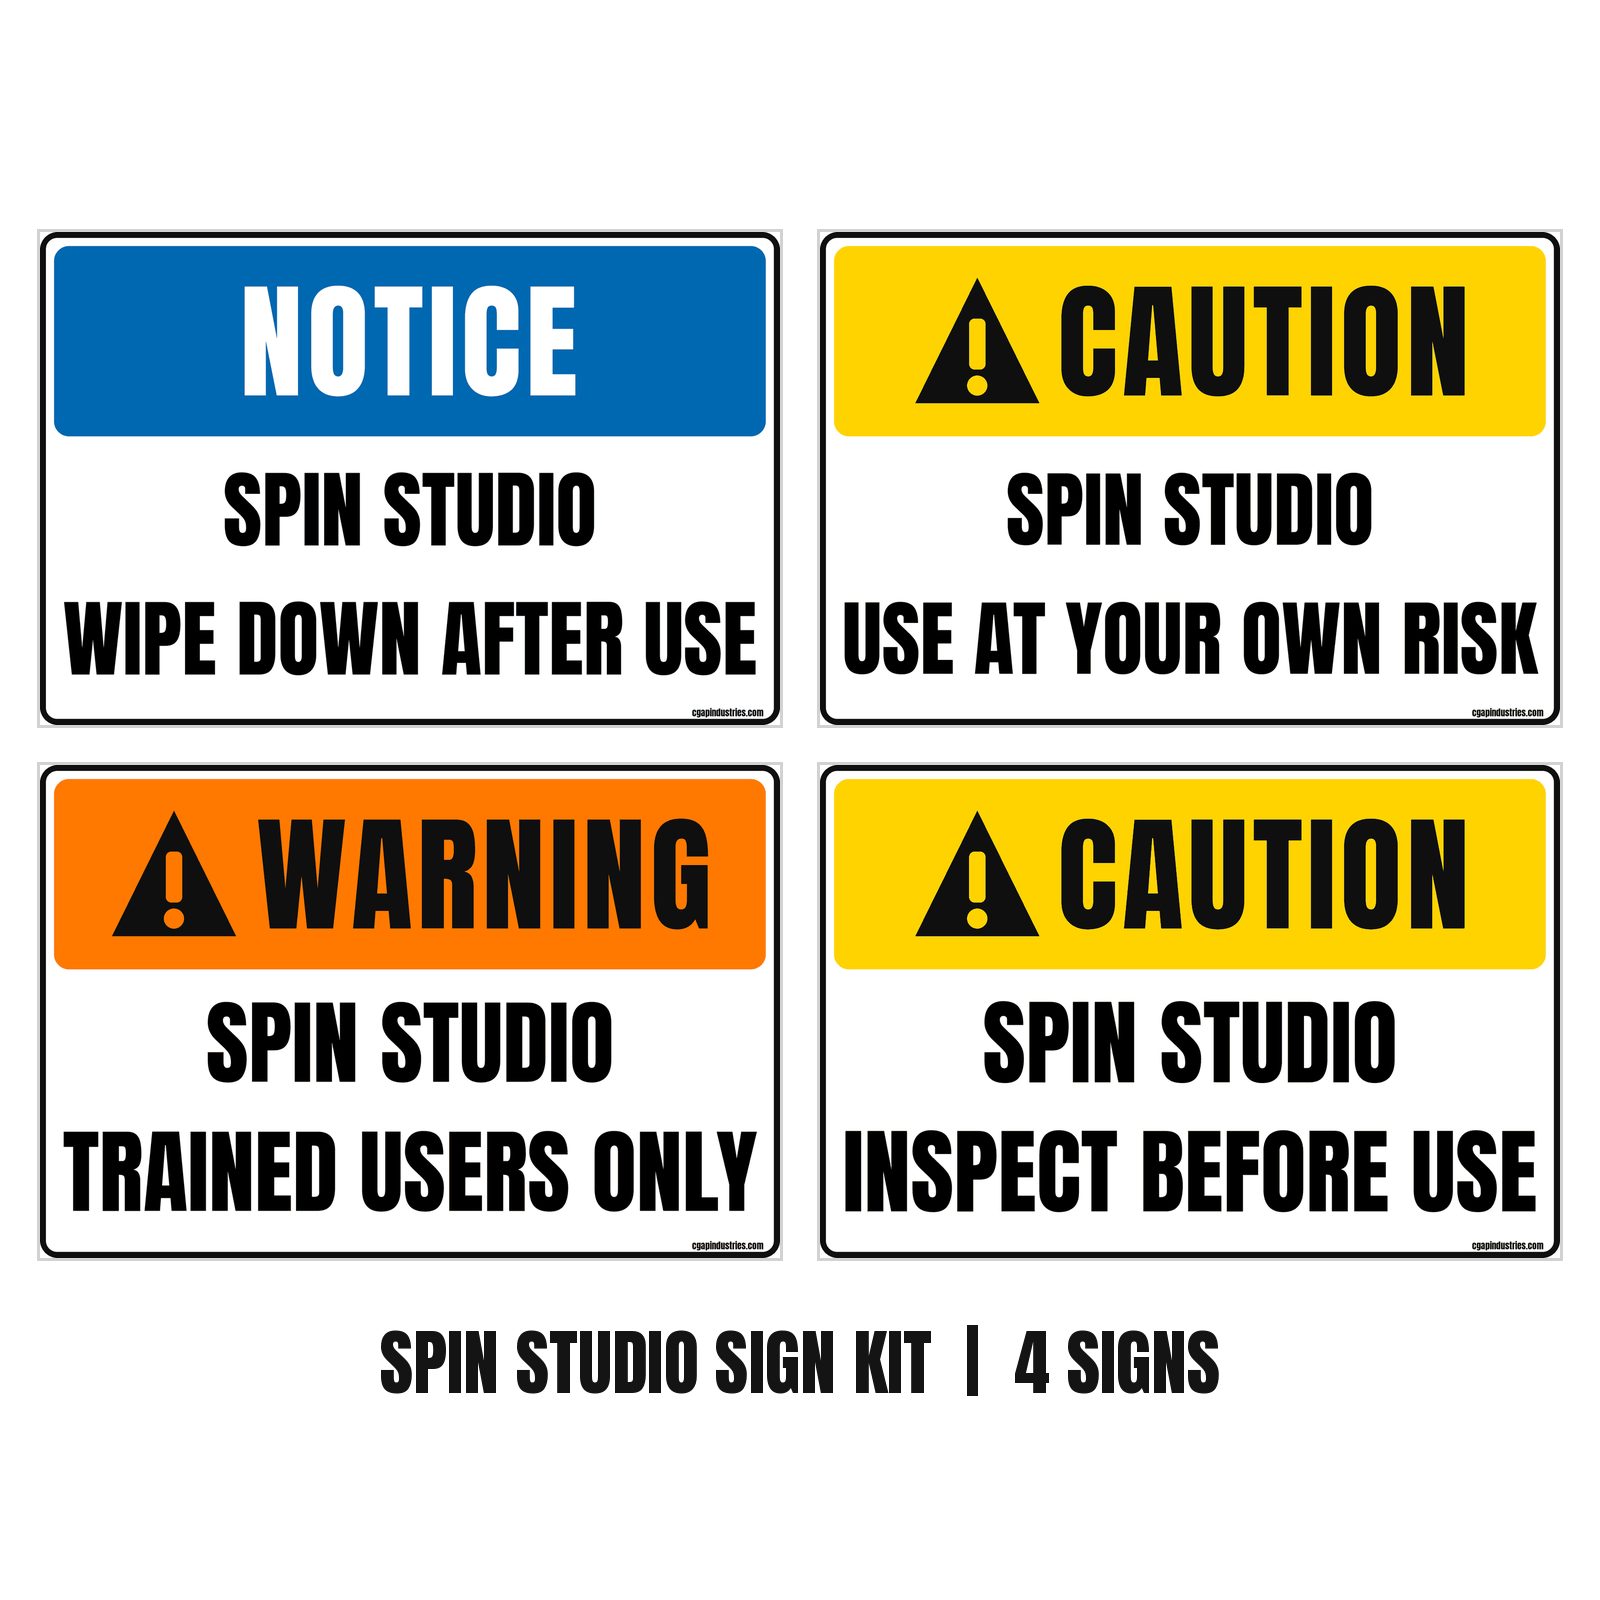 NOTICE
SPIN STUDIO
WIPE DOWN AFTER USE
cgapindustries.com
CAUTION
SPIN STUDIO
USE AT YOUR OWN RISK
cgapindustries.com
WARNING
SPIN STUDIO
TRAINED USERS ONLY
cgapindustries.com
CAUTION
SPIN STUDIO
INSPECT BEFORE USE
cgapindustries.com
SPIN STUDIO SIGN KIT | 4 SIGNS